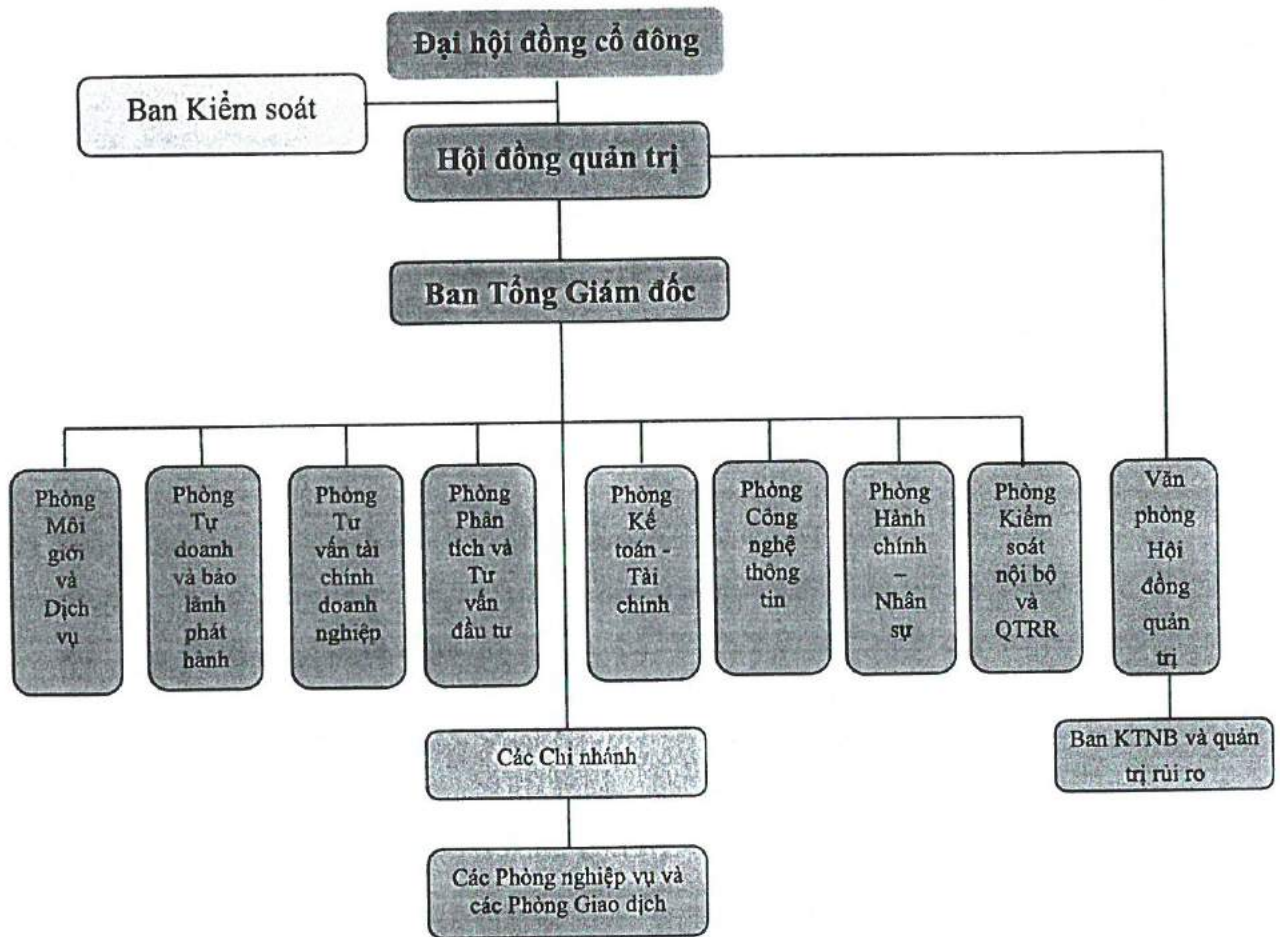 Đại hội đồng cổ đông
Ban Kiểm soát
Hội đồng quản trị
Ban Tổng Giám đốc
Phòng
Môi
giới
và
Dịch
vụ
Phòng
Tự
doanh
và bảo
lãnh
phát
hành
Phòng
Tư
vấn tài
chính
doanh
nghiệp
Phòng
Phân
tích và
Tư
vấn
đầu tư
Phòng
Kế
toán -
Tài
chính
Phòng
Công
nghệ
thông
tin
Phòng
Hành
chính
–
Nhân
sự
Phòng
Kiểm
soát
nội bộ
và
QTRR
Văn
phòng
Hội
đồng
quản
trị
Các Chi nhánh
Ban KTNB và quản
trị rủi ro
Các Phòng nghiệp vụ và
các Phòng Giao dịch